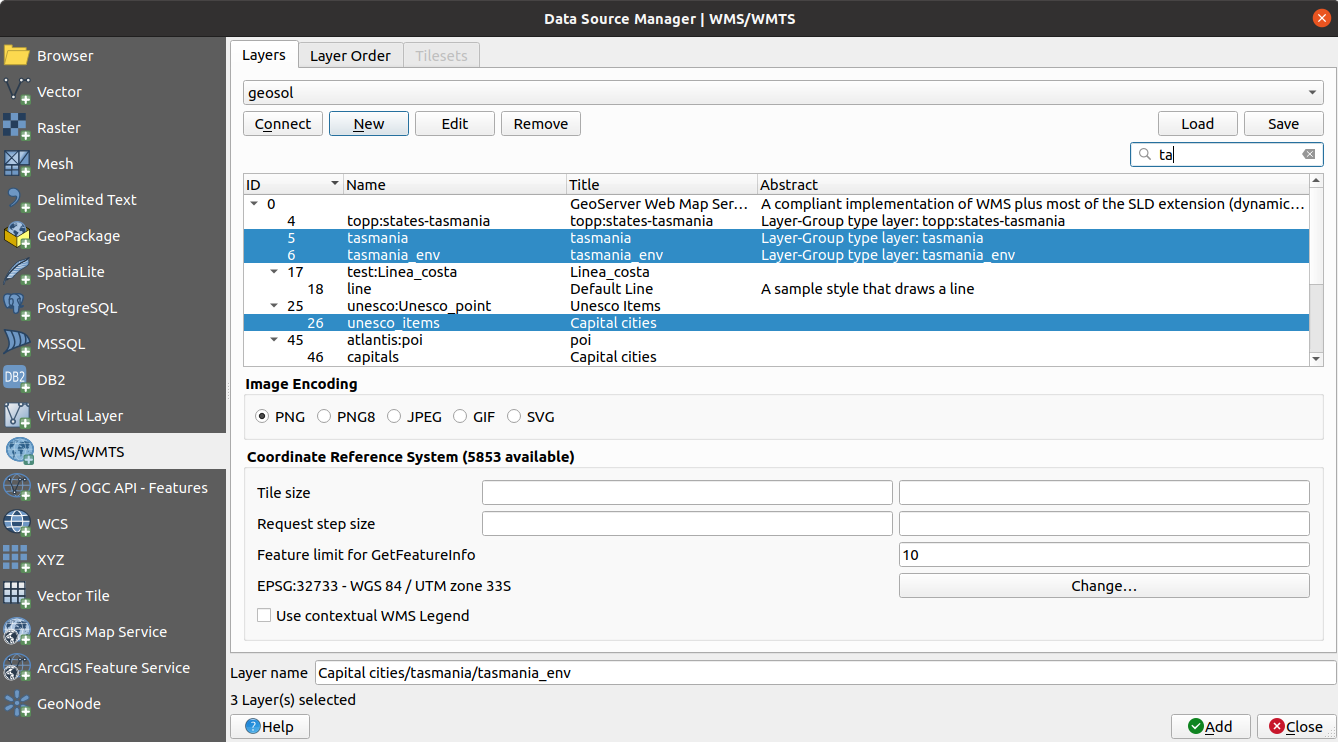 Data Source Manager | WMS/WMTS
Browser
Vector
Raster
Mesh
Delimited Text
GeoPackage
SpatiaLite
PostgreSQL
MSSQL
DB2
DB2
Virtual Layer
WMS/WMTS
WFS / OGC API - Features
WCS
XYZ
Vector Tile
ArcGIS Map Service
ArcGIS Feature Service
GeoNode
Layers Layer Order Tilesets
geosol
Connect New Edit Remove Load Save
ta
ID Name Title Abstract
0 GeoServer Web Map Ser... A compliant implementation of WMS plus most of the SLD extension (dynamic...
4 topp:states-tasmania topp:states-tasmania Layer-Group type layer: topp:states-tasmania
5 tasmania tasmania Layer-Group type layer: tasmania
6 tasmania_env tasmania_env Layer-Group type layer: tasmania_env
17 test:Linea_costa Linea_costa
18 line Default Line A sample style that draws a line
25 unesco:Unesco_point Unesco Items
26 unesco_items Capital cities
45 atlantis:poi poi
46 capitals Capital cities
Image Encoding
PNG PNG8 JPEG GIF SVG
Coordinate Reference System (5853 available)
Tile size
Request step size
Feature limit for GetFeatureInfo 10
EPSG:32733 - WGS 84 / UTM zone 33S Change...
Use contextual WMS Legend
Layer name Capital cities/tasmania/tasmania_env
3 Layer(s) selected
Help Add Close